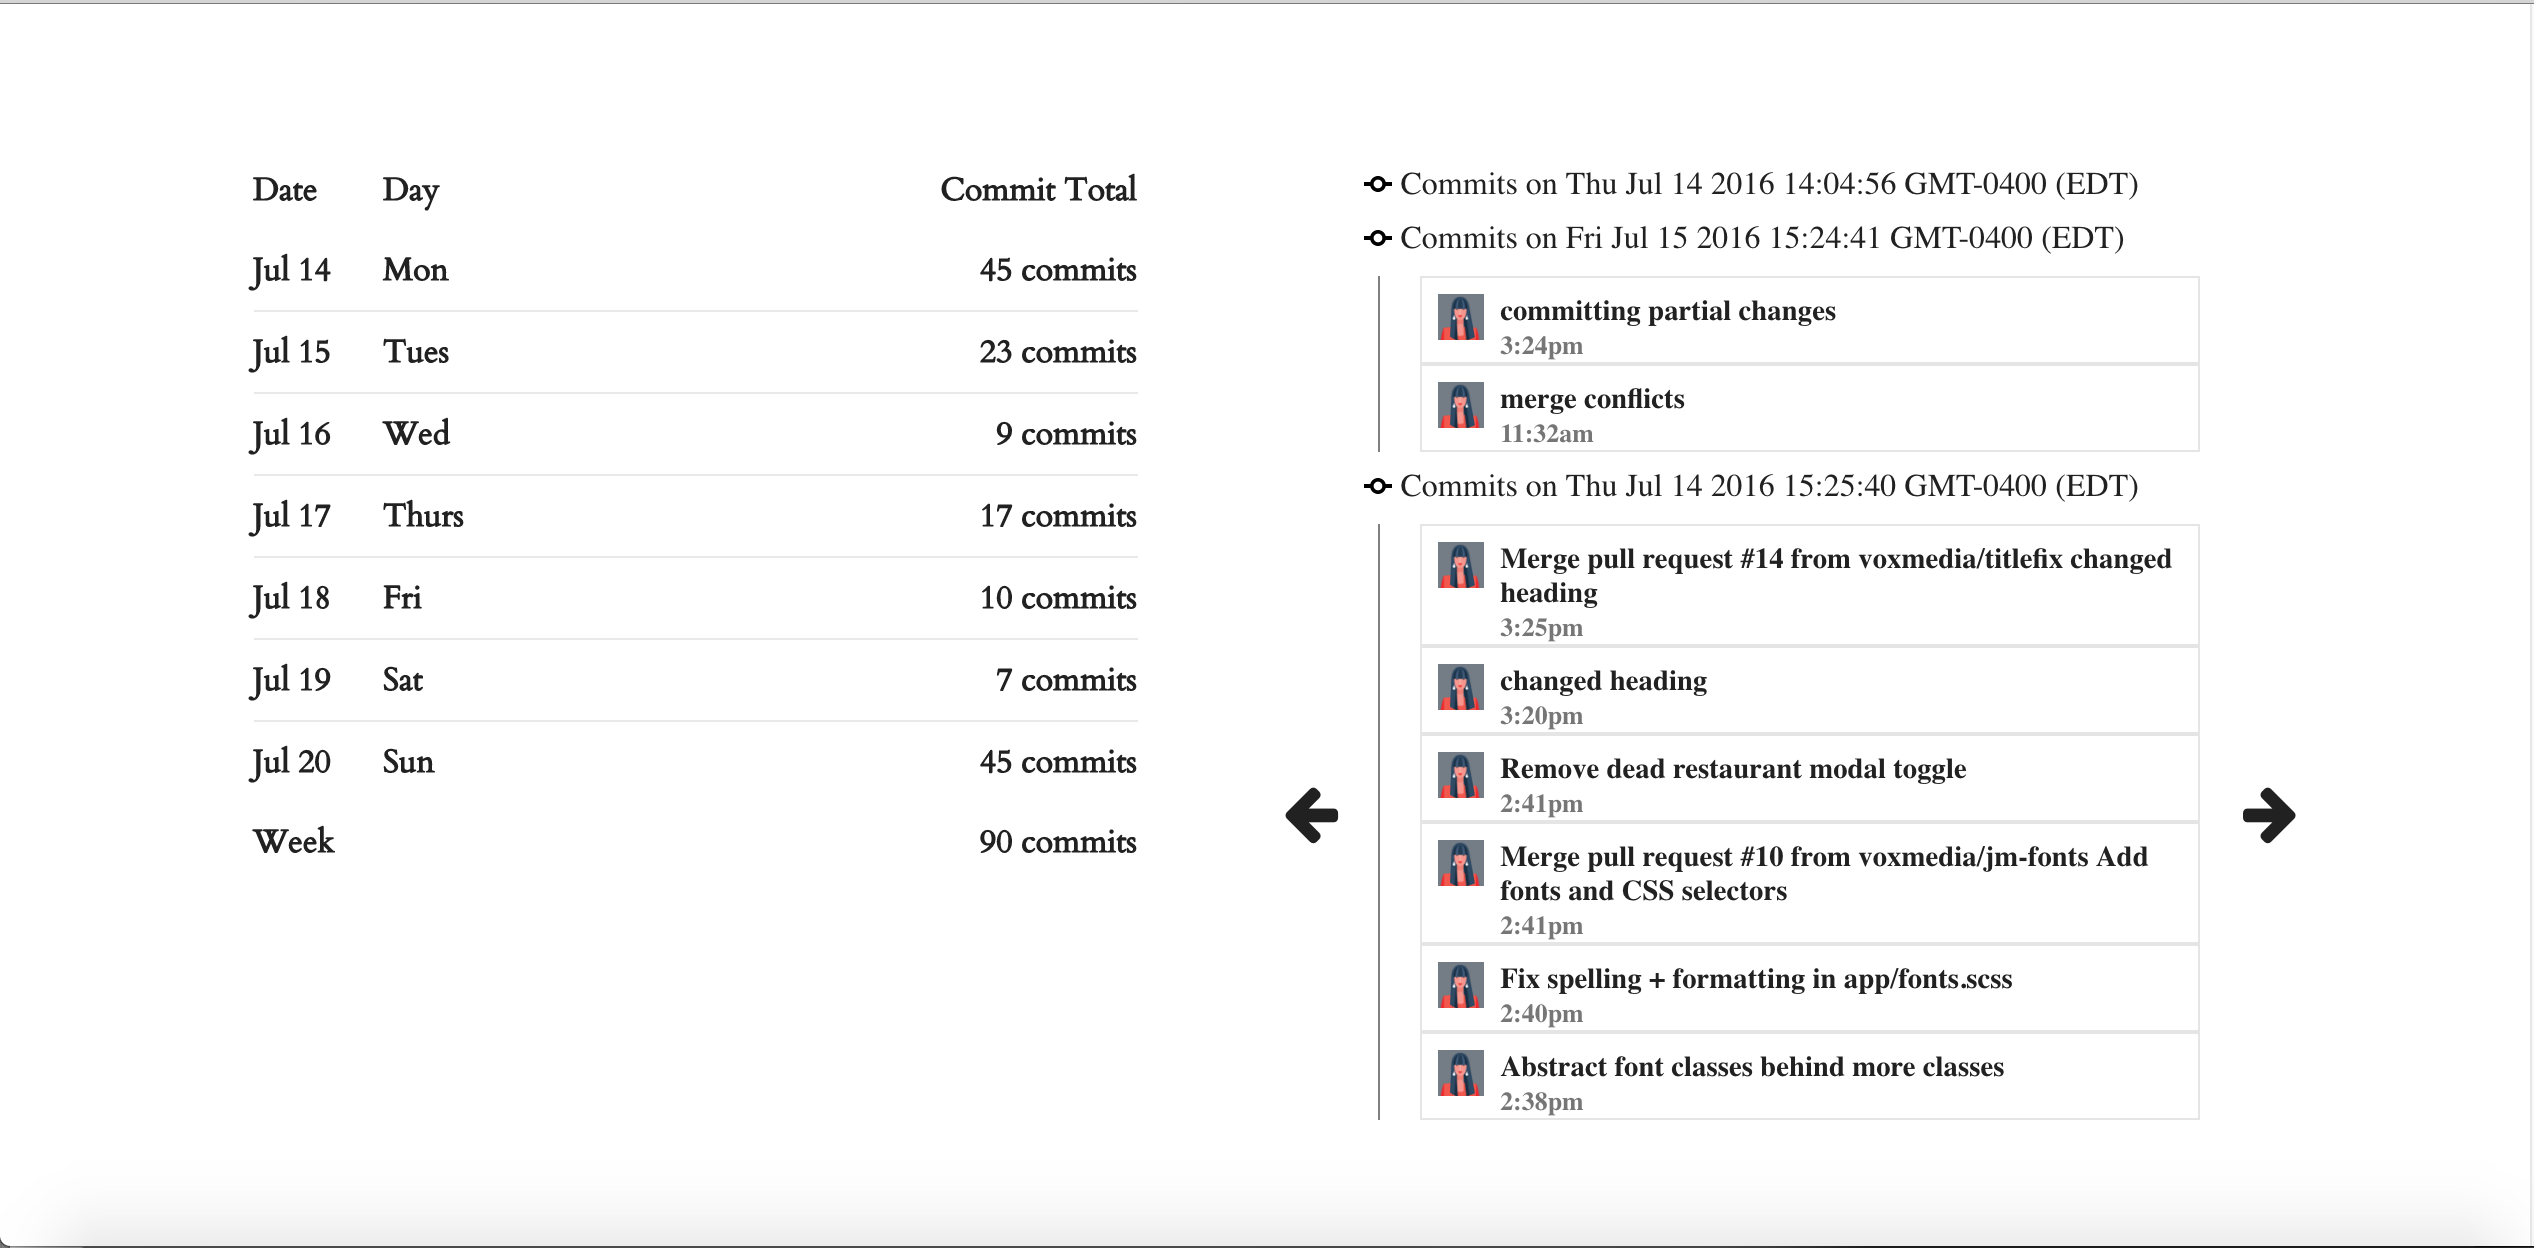 Date Day Commit Total
Jul 14 Mon 45 commits
Jul 15 Tues 23 commits
Jul 16 Wed 9 commits
Jul 17 Thurs 17 commits
Jul 18 Fri 10 commits
Jul 19 Sat 7 commits
Jul 20 Sun 45 commits
Week 90 commits
Commits on Thu Jul 14 2016 14:04:56 GMT-0400 (EDT)
Commits on Fri Jul 15 2016 15:24:41 GMT-0400 (EDT)
committing partial changes
3:24pm
merge conflicts
11:32am
Commits on Thu Jul 14 2016 15:25:40 GMT-0400 (EDT)
Merge pull request #14 from voxmedia/titlefix changed
heading
3:25pm
changed heading
3:20pm
Remove dead restaurant modal toggle
2:41pm
Merge pull request #10 from voxmedia/jm-fonts Add
fonts and CSS selectors
2:41pm
Fix spelling + formatting in app/fonts.scss
2:40pm
Abstract font classes behind more classes
2:38pm